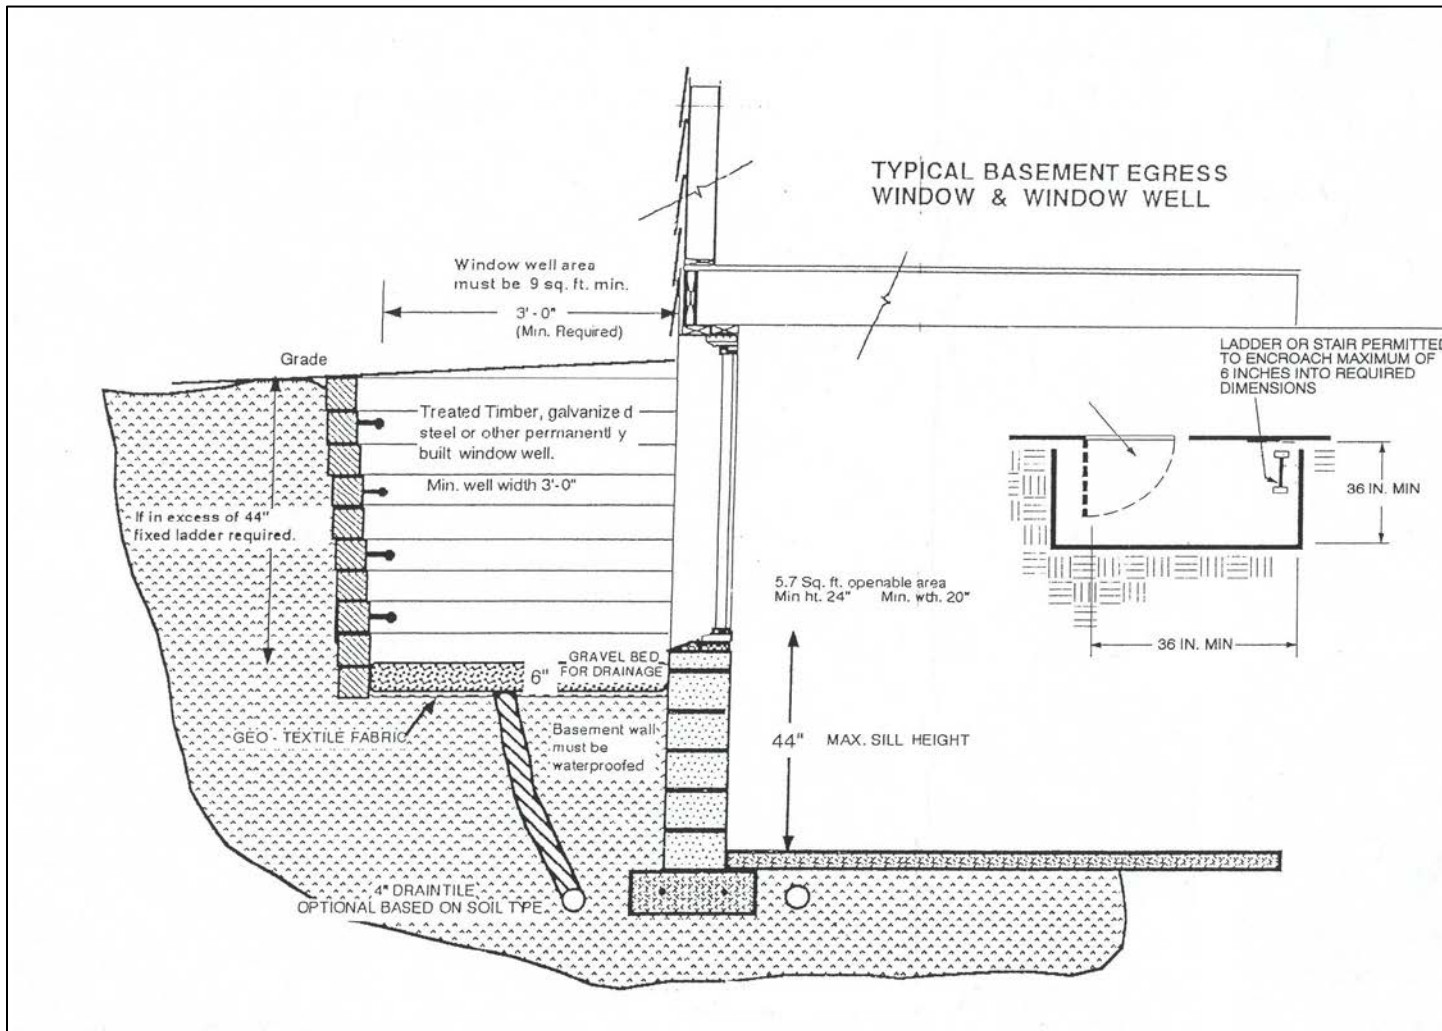 TYPICAL BASEMENT EGRESS
WINDOW & WINDOW WELL
Window well area
must be 9 sq. ft. min.
3'-0"
(Min. Required)
Grade
LADDER OR STAIR PERMITTED
TO ENCROACH MAXIMUM OF
6 INCHES INTO REQUIRED
DIMENSIONS
Treated Timber, galvanized
steel or other permanently
built window well.
Min. well width 3'-0"
If in excess of 44"
fixed ladder required.
36 IN. MIN
5.7 Sq. ft. openable area
Min ht. 24" Min. wth. 20"
36 IN. MIN
6"
GRAVEL BED
FOR DRAINAGE
GEO - TEXTILE FABRIC
Basement wall
must be
waterproofed
44" MAX. SILL HEIGHT
4" DRAINTILE
OPTIONAL BASED ON SOIL TYPE.